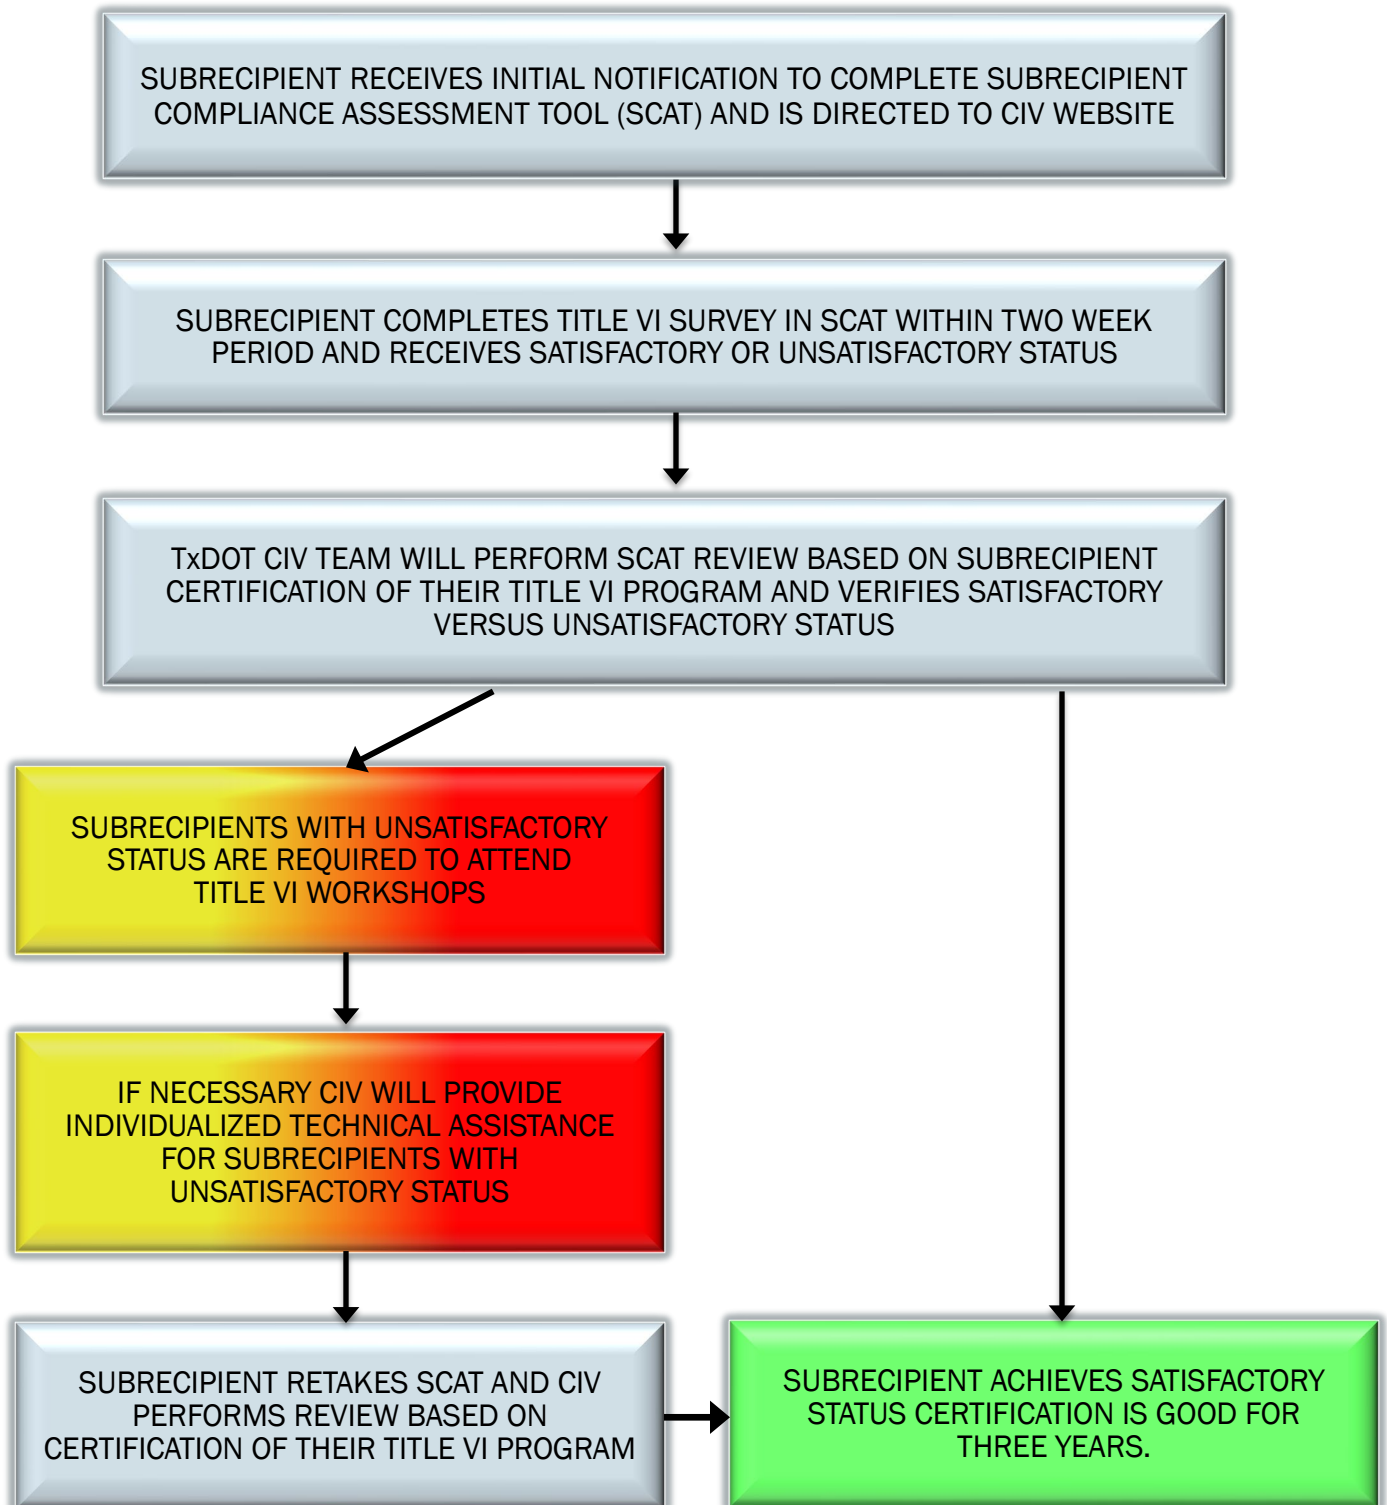 SUBRECIPIENT RECEIVES INITIAL NOTIFICATION TO COMPLETE SUBRECIPIENT
COMPLIANCE ASSESSMENT TOOL (SCAT) AND IS DIRECTED TO CIV WEBSITE
SUBRECIPIENT COMPLETES TITLE VI SURVEY IN SCAT WITHIN TWO WEEK
PERIOD AND RECEIVES SATISFACTORY OR UNSATISFACTORY STATUS
TxDOT CIV TEAM WILL PERFORM SCAT REVIEW BASED ON SUBRECIPIENT
CERTIFICATION OF THEIR TITLE VI PROGRAM AND VERIFIES SATISFACTORY
VERSUS UNSATISFACTORY STATUS
SUBRECIPIENTS WITH UNSATISFACTORY
STATUS ARE REQUIRED TO ATTEND
TITLE VI WORKSHOPS
IF NECESSARY CIV WILL PROVIDE
INDIVIDUALIZED TECHNICAL ASSISTANCE
FOR SUBRECIPIENTS WITH
UNSATISFACTORY STATUS
SUBRECIPIENT RETAKES SCAT AND CIV
PERFORMS REVIEW BASED ON
CERTIFICATION OF THEIR TITLE VI PROGRAM
SUBRECIPIENT ACHIEVES SATISFACTORY
STATUS CERTIFICATION IS GOOD FOR
THREE YEARS.